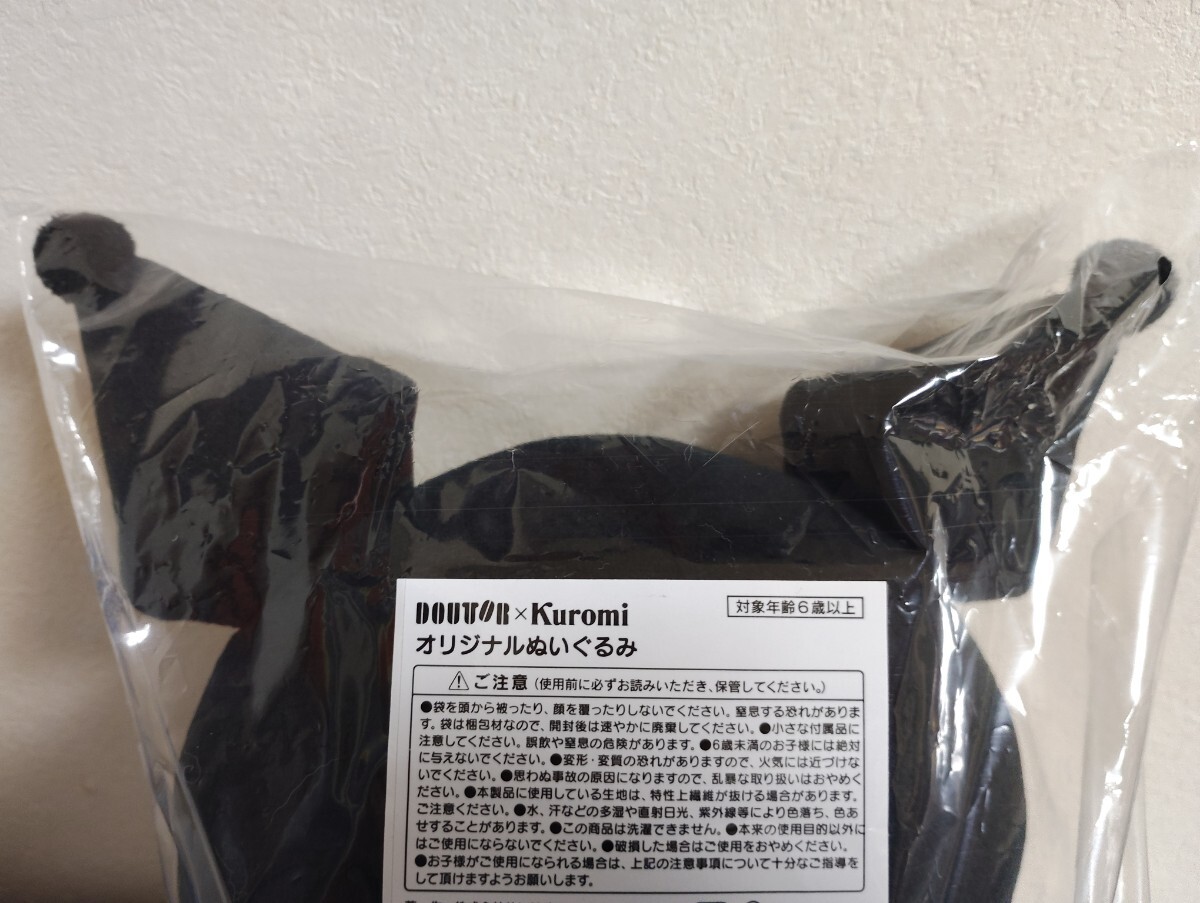 DOUTOR×Kuromi
対象年齢6歳以上
オリジナルぬいぐるみ
⚠ご注意(使用前に必ずお読みいただき、保管してください。)
●袋を頭から被ったり、顔を覆ったりしないでください。窒息する恐れがありま
す。袋は梱包材なので、開封後は速やかに廃棄してください。●小さな付属品に
注意してください。誤飲や窒息の危険があります。●6歳未満のお子様には絶対
に与えないでください。●変形・変質の恐れがありますので、火気には近づけな
いでください。●思わぬ事故の原因になりますので、乱暴な取り扱いはおやめくだ
さい。●本製品に使用している生地は、特性上繊維が抜ける場合があります。
ご注意ください。●水、汗などの多湿や直射日光、紫外線等により色落ち、色あ
せすることがあります。●この商品は洗濯できません。●本来の使用目的以外に
はご使用にならないでください。●破損した場合はご使用をおやめください。
●お子様がご使用になられる場合は、上記の注意事項について十分なご指導を
して頂けますようお願いします。